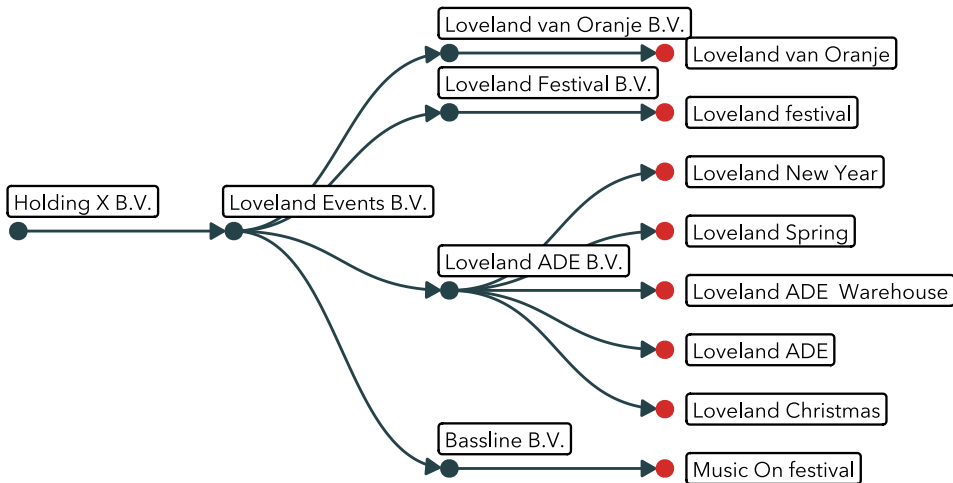 Loveland van Oranje B.V.
Loveland van Oranje
Loveland Festival B.V.
Loveland festival
Loveland New Year
Holding X B.V.
Loveland Events B.V.
Loveland Spring
Loveland ADE B.V.
Loveland ADE  Warehouse
Loveland ADE
Loveland Christmas
Bassline B.V.
Music On festival